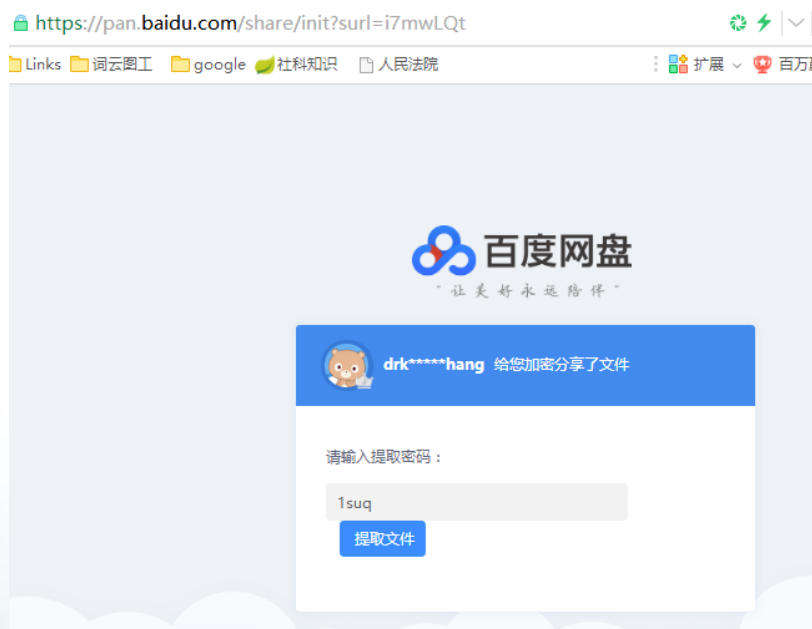 https://pan.baidu.com/share/init?surl=i7mwLQt
Links 词云图工 google 社科知识 人民法院 扩展 百万
百度网盘
"让美好永远陪伴"
drk*****hang 给您加密分享了文件
请输入提取密码：
1suq
提取文件